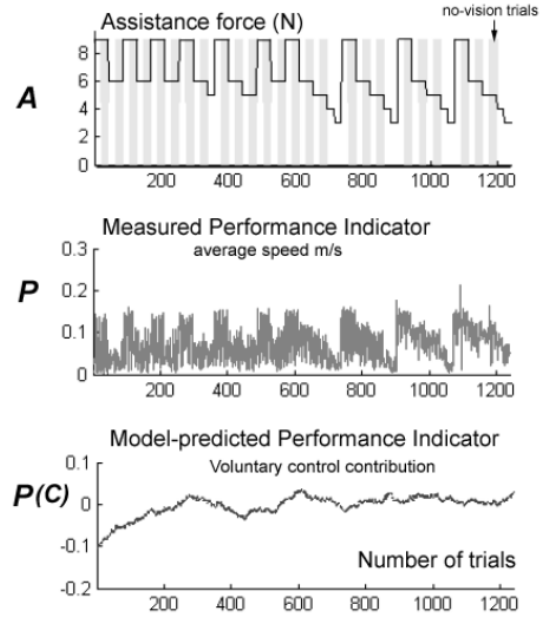 no-vision trials
Assistance force (N)
A
8
6
4
2
0
200 400 600 800 1000 1200
Measured Performance Indicator
average speed m/s
P
0.3
0.2
0.1
0
200 400 600 800 1000 1200
Model-predicted Performance Indicator
Voluntary control contribution
P(C)
0.1
0
-0.1
-0.2
Number of trials
200 400 600 800 1000 1200